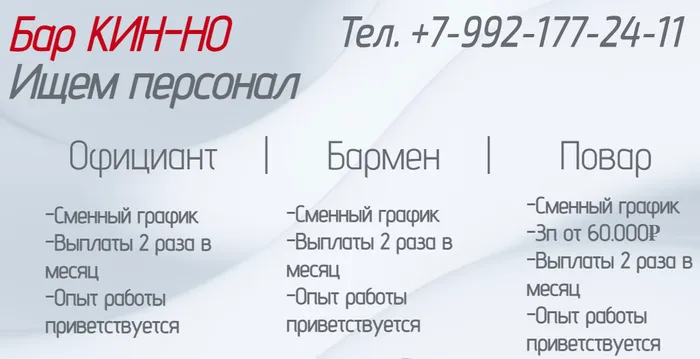 Бар КИН-НО
Тел. +7-992-177-24-11
Ищем персонал
Официант | Бармен | Повар
-Сменный график
-Выплаты 2 раза в
месяц
-Опыт работы
приветствуется
-Сменный график
-Выплаты 2 раза в
месяц
-Опыт работы
приветствуется
-Сменный график
-Зп от 60.000₽
-Выплаты 2 раза в
месяц
-Опыт работы
приветствуется